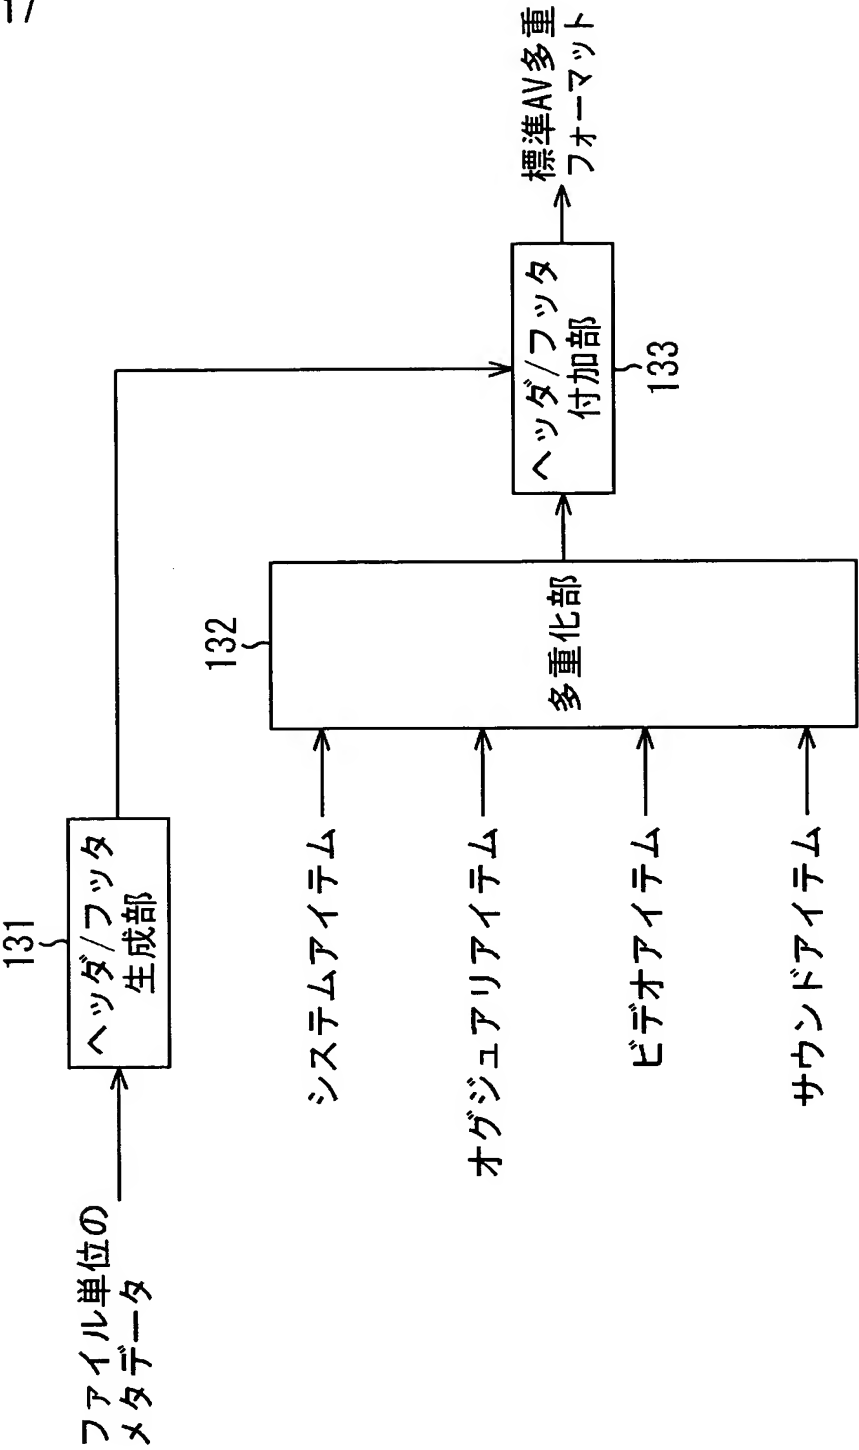 17
ファイル単位の
メタデータ
131
ヘッダ/フッタ
生成部
システムアイテム
オグジュアリアイテム
ビデオアイテム
サウンドアイテム
132
多重化部
ヘッダ/フッタ
付加部
133
標準AV多重
フォーマット